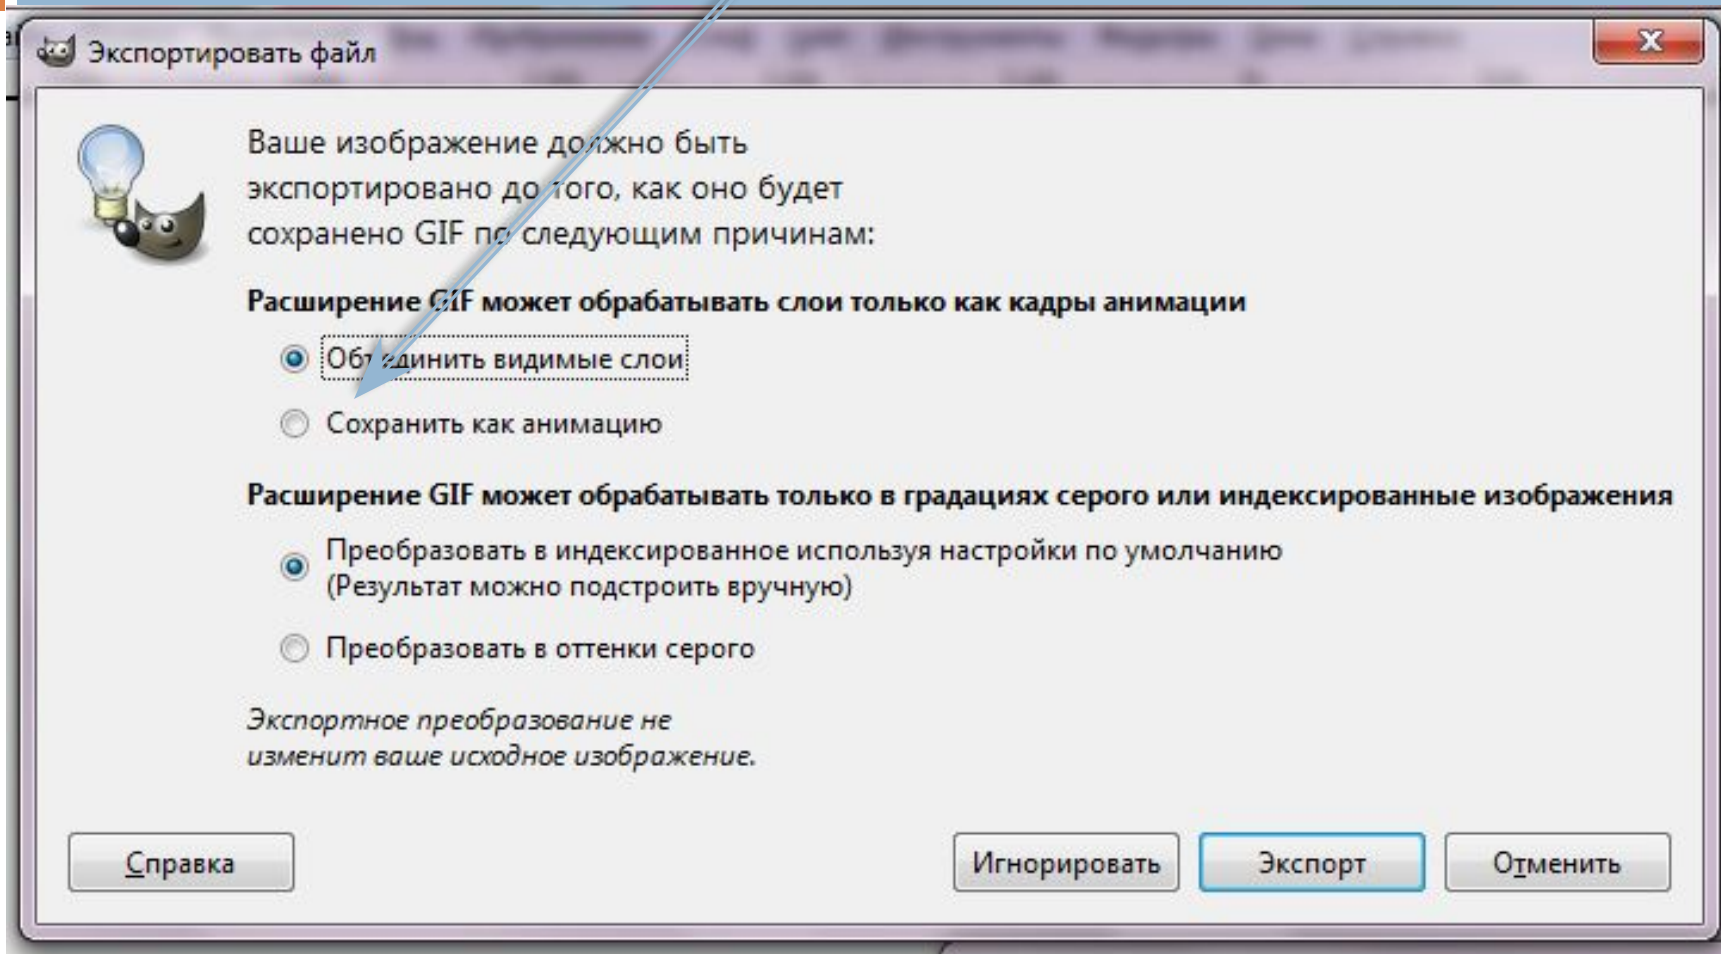 Экспортировать файл
Ваше изображение должно быть
экспортировано до того, как оно будет
сохранено GIF по следующим причинам:
Расширение GIF может обрабатывать слои только как кадры анимации
Объединить видимые слои
Сохранить как анимацию
Расширение GIF может обрабатывать только в градациях серого или индексированные изображения
Преобразовать в индексированное используя настройки по умолчанию
(Результат можно подстроить вручную)
Преобразовать в оттенки серого
Экспортное преобразование не
изменит ваше исходное изображение.
Справка
Игнорировать
Экспорт
Отменить